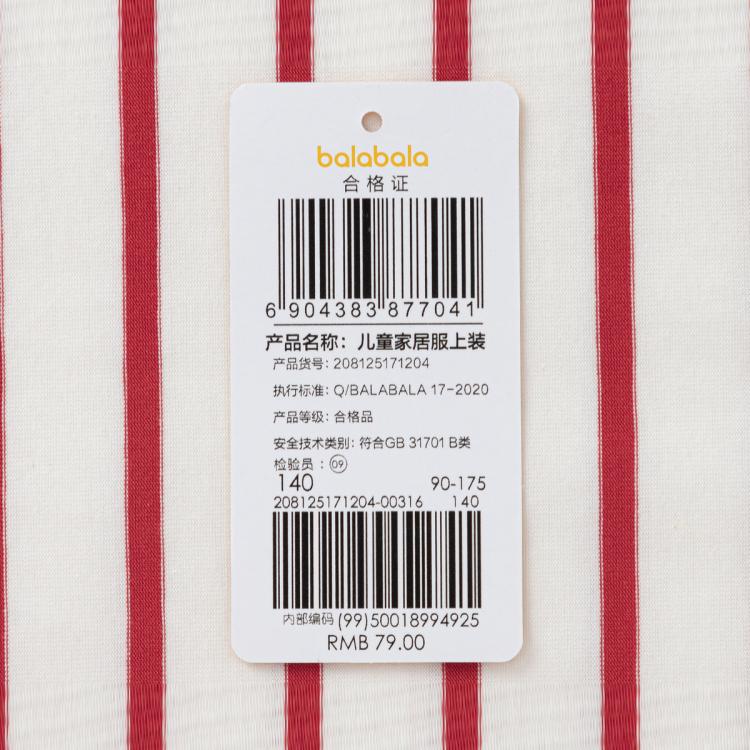 balabala
合格证
6 904383 877041
产品名称：儿童家居服上装
产品货号: 208125171204
执行标准: Q/BALABALA 17-2020
产品等级: 合格品
安全技术类别: 符合GB 31701 B类
检验员：09
140 90-175
208125171204-00316 140
内部编码 (99)50018994925
RMB 79.00